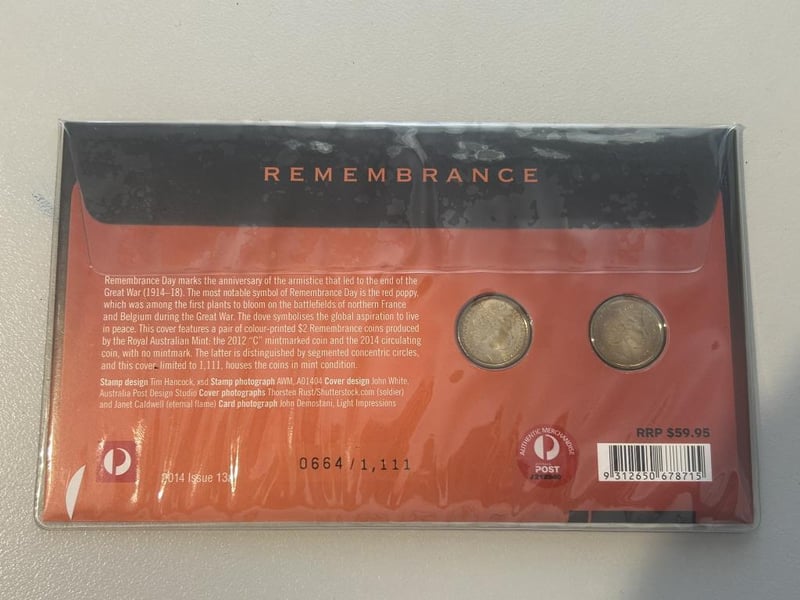 REMEMBRANCE
Remembrance Day marks the anniversary of the armistice that led to the end of the
Great War (1914–18). The most notable symbol of Remembrance Day is the red poppy,
which was among the first plants to bloom on the battlefields of northern France
and Belgium during the Great War. The dove symbolises the global aspiration to live
in peace. This cover features a pair of colour-printed $2 Remembrance coins produced
by the Royal Australian Mint: the 2012 “C” mintmarked coin and the 2014 circulating
coin, with no mintmark. The latter is distinguished by segmented concentric circles,
and this cover, limited to 1,111, houses the coins in mint condition.
Stamp design Tim Hancock, xsd Stamp photograph AWM, A01404 Cover design John White,
Australia Post Design Studio Cover photographs Thorsten Rust/Shutterstock.com (soldier)
and Janet Caldwell (eternal flame) Card photograph John Demostani, Light Impressions
2014 Issue
0664/1,111
AUTHENTIC MERCHANDISE
POST
RRP $59.95
9 312650 678715